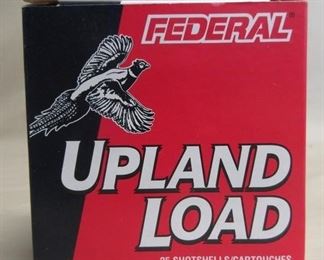 FEDERAL®
UPLAND
LOAD
25 SHOTSHELLS/CARTOUCHES